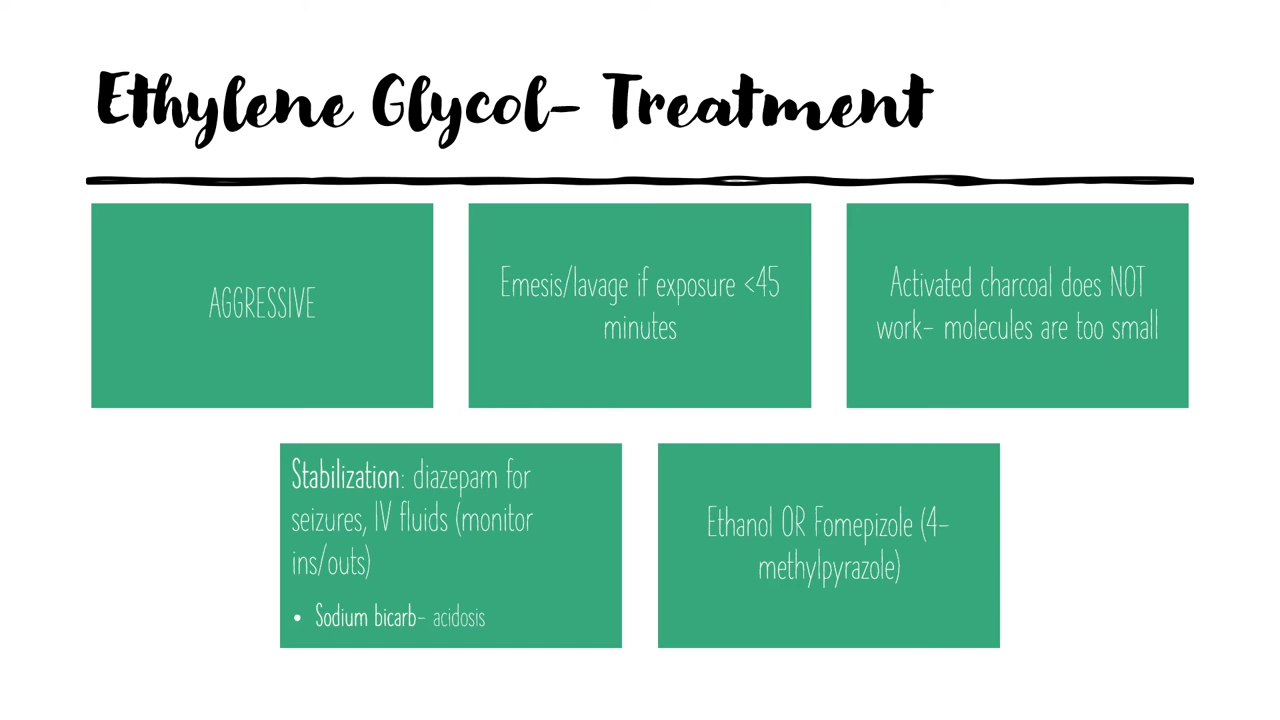 Ethylene Glycol- Treatment
AGGRESSIVE
Emesis/lavage if exposure <45
minutes
Activated charcoal does NOT
work- molecules are too small
Stabilization: diazepam for
seizures, IV fluids (monitor
ins/outs)
• Sodium bicarb- acidosis
Ethanol OR Fomepizole (4-
methylpyrazole)